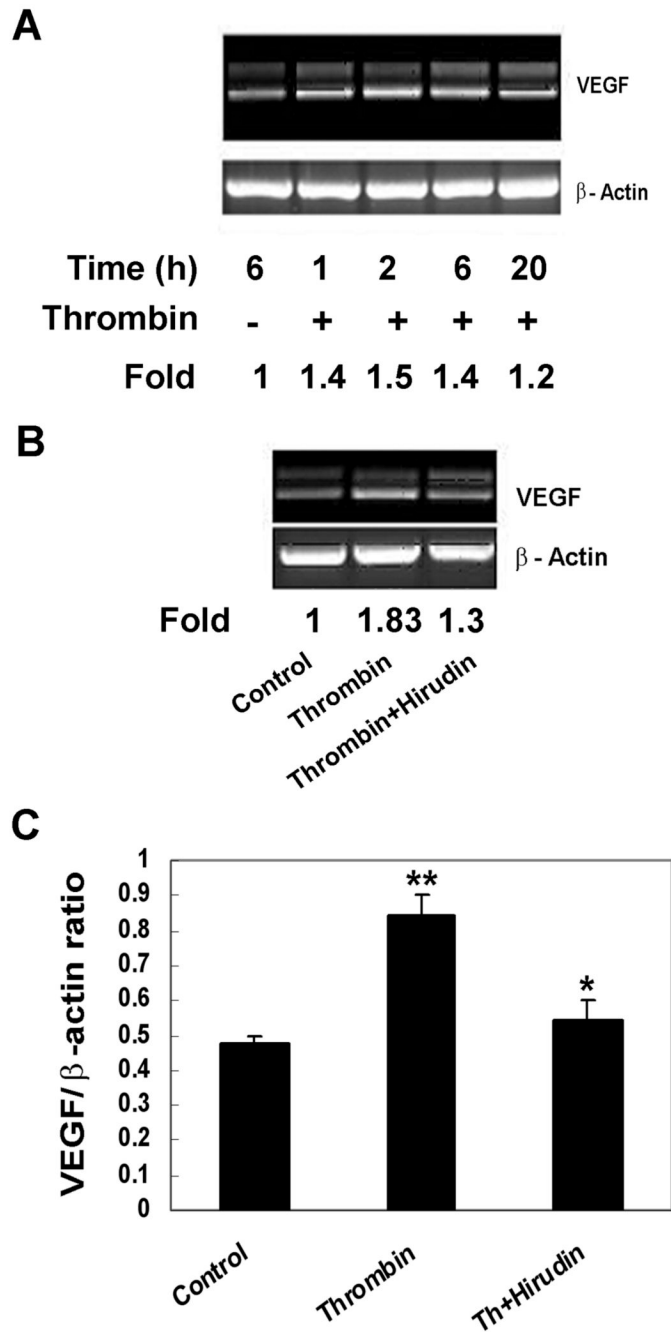 A
VEGF
β- Actin
Time (h) 6 1 2 6 20
Thrombin - + + + +
Fold 1 1.4 1.5 1.4 1.2
B
VEGF
β - Actin
Fold 1 1.83 1.3
Control
Thrombin
Thrombin+Hirudin
C
VEGF/β-actin ratio
1
0.9
0.8
0.7
0.6
0.5
0.4
0.3
0.2
0.1
0
**
*
Control
Thrombin
Th+Hirudin